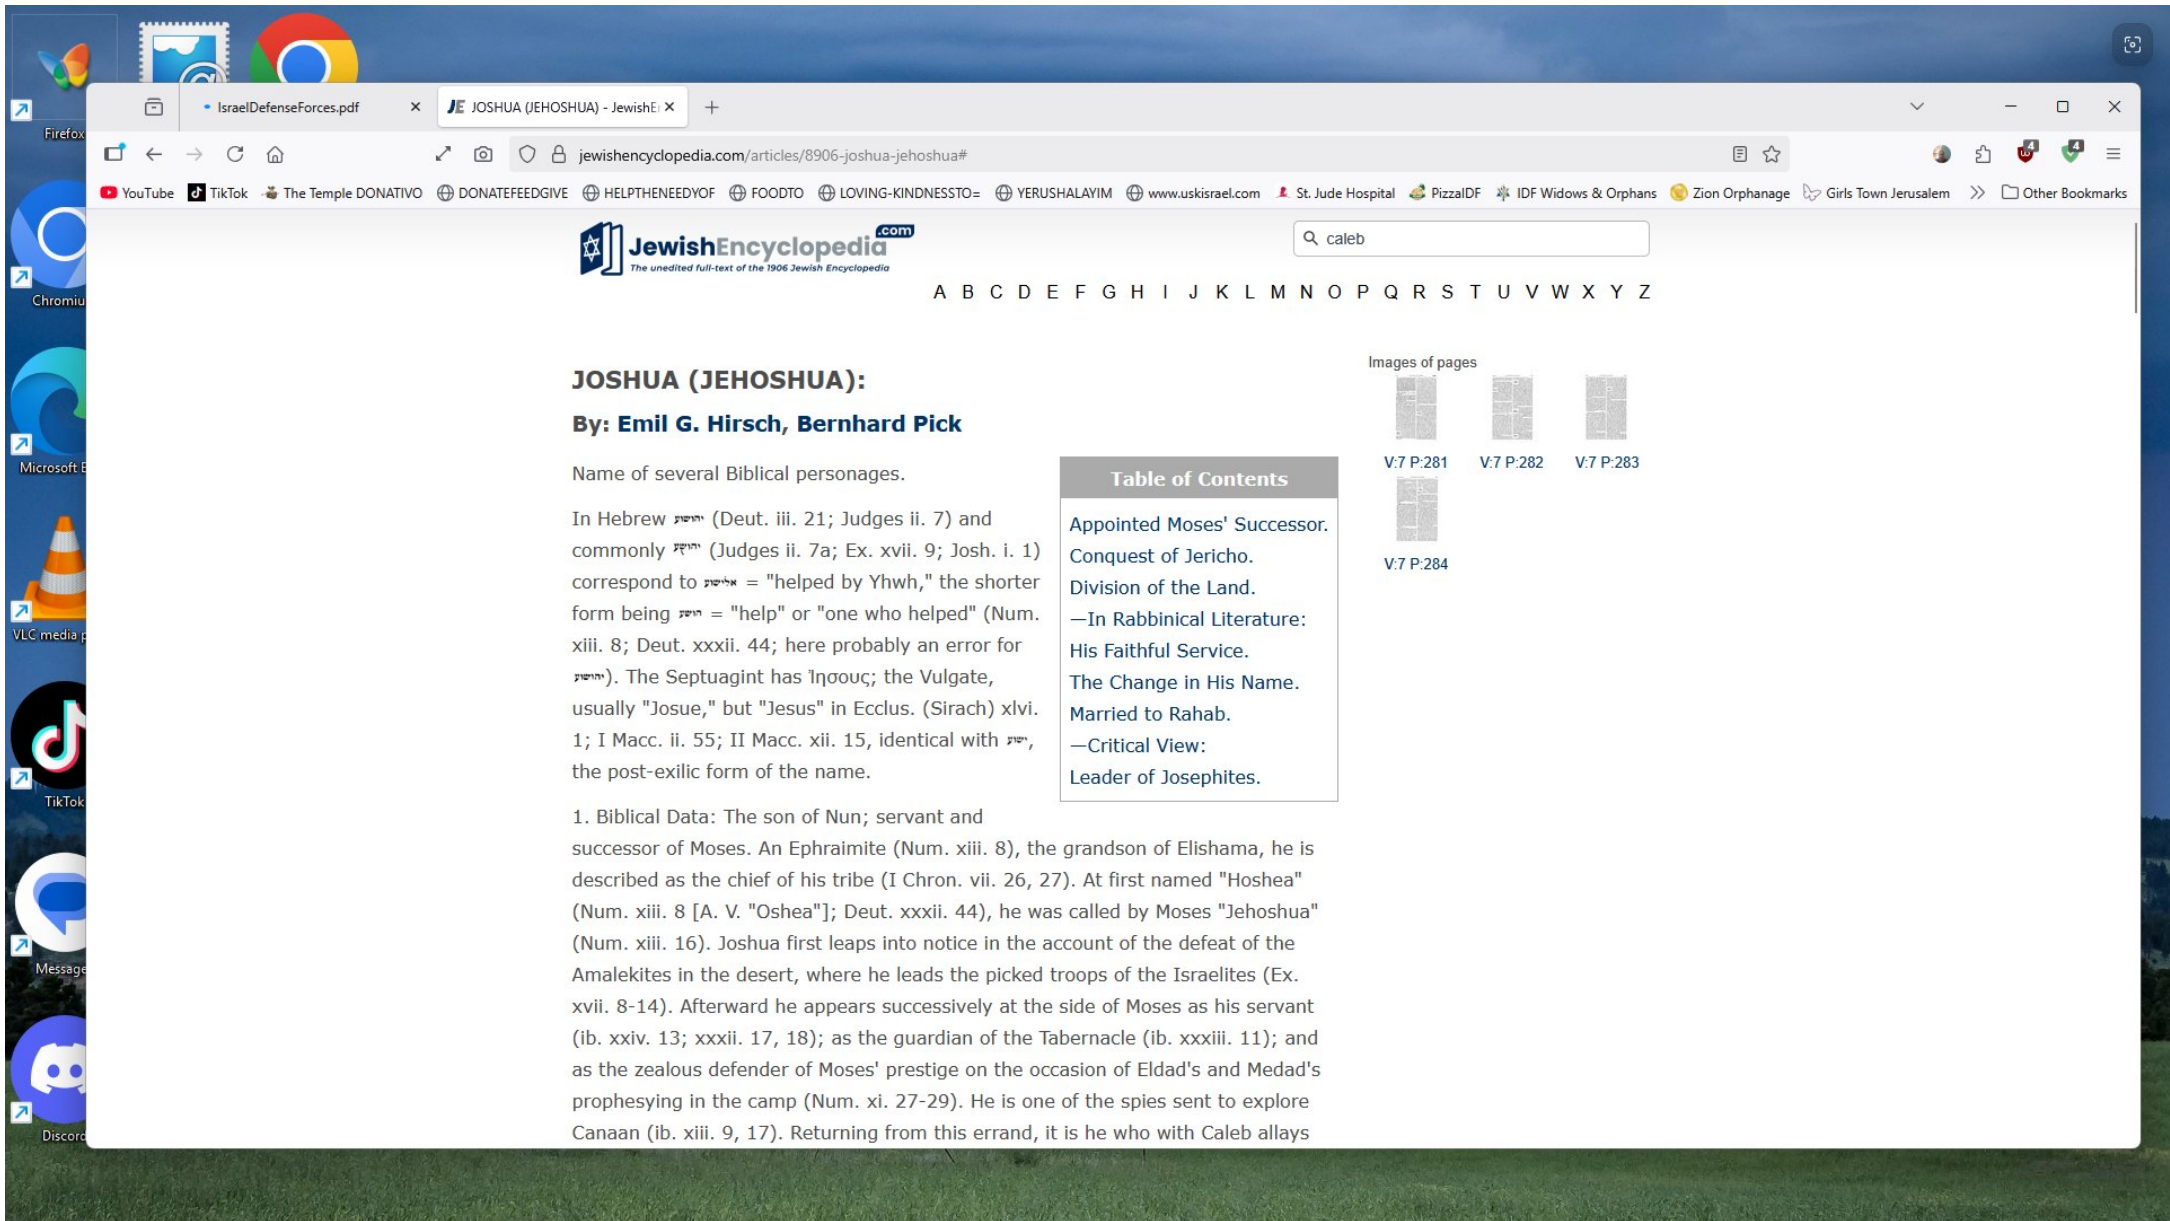 Firefox
IsraelDefenseForces.pdf
JOSHUA (JEHOSHUA) - JewishE
jewishencyclopedia.com/articles/8906-joshua-jehoshua#
4
4
YouTube TikTok The Temple DONATIVO DONATEFEEDGIVE HELPTHENEEDYOF FOODTO LOVING-KINDNESSTO= YERUSHALAYIM www.uskisrael.com St. Jude Hospital PizzaIDF IDF Widows & Orphans Zion Orphanage Girls Town Jerusalem Other Bookmarks
JewishEncyclopedia .com
The unedited full-text of the 1906 Jewish Encyclopedia
caleb
A B C D E F G H I J K L M N O P Q R S T U V W X Y Z
Chromiu
Microsoft E
VLC media p
TikTok
Message
Discord
JOSHUA (JEHOSHUA):
By: Emil G. Hirsch, Bernhard Pick
Name of several Biblical personages.
In Hebrew יהושוע (Deut. iii. 21; Judges ii. 7) and
commonly יהושע (Judges ii. 7a; Ex. xvii. 9; Josh. i. 1)
correspond to אלישוע = "helped by Yhwh," the shorter
form being הושע = "help" or "one who helped" (Num.
xiii. 8; Deut. xxxii. 44; here probably an error for
יהושוע). The Septuagint has Ἰησους; the Vulgate,
usually "Josue," but "Jesus" in Ecclus. (Sirach) xlvi.
1; I Macc. ii. 55; II Macc. xii. 15, identical with ישוע,
the post-exilic form of the name.
Table of Contents
Appointed Moses' Successor.
Conquest of Jericho.
Division of the Land.
—In Rabbinical Literature:
His Faithful Service.
The Change in His Name.
Married to Rahab.
—Critical View:
Leader of Josephites.
Images of pages
V:7 P:281 V:7 P:282 V:7 P:283
V:7 P:284
1. Biblical Data: The son of Nun; servant and
successor of Moses. An Ephraimite (Num. xiii. 8), the grandson of Elishama, he is
described as the chief of his tribe (I Chron. vii. 26, 27). At first named "Hoshea"
(Num. xiii. 8 [A. V. "Oshea"]; Deut. xxxii. 44), he was called by Moses "Jehoshua"
(Num. xiii. 16). Joshua first leaps into notice in the account of the defeat of the
Amalekites in the desert, where he leads the picked troops of the Israelites (Ex.
xvii. 8-14). Afterward he appears successively at the side of Moses as his servant
(ib. xxiv. 13; xxxii. 17, 18); as the guardian of the Tabernacle (ib. xxxiii. 11); and
as the zealous defender of Moses' prestige on the occasion of Eldad's and Medad's
prophesying in the camp (Num. xi. 27-29). He is one of the spies sent to explore
Canaan (ib. xiii. 9, 17). Returning from this errand, it is he who with Caleb allays